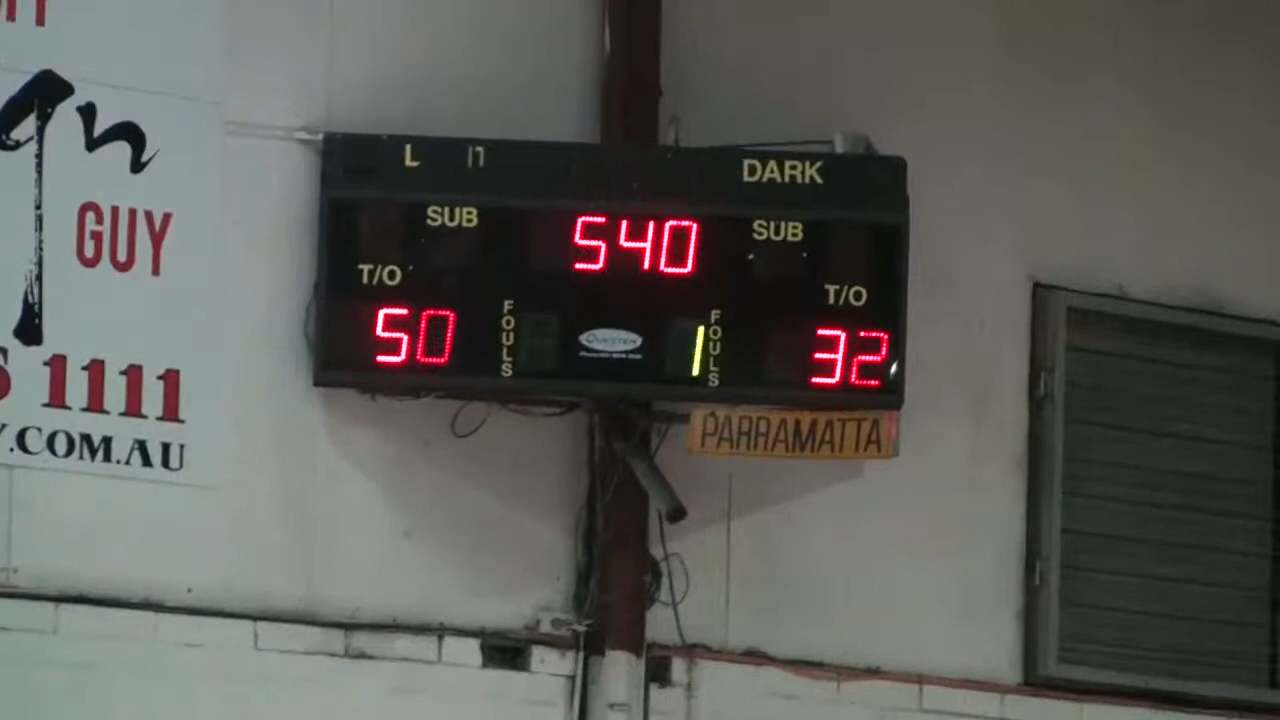 GUY
1111
Y.COM.AU
L
DARK
SUB
540
SUB
T/O
T/O
50
FOULS
1
FOULS
32
PARRAMATTA